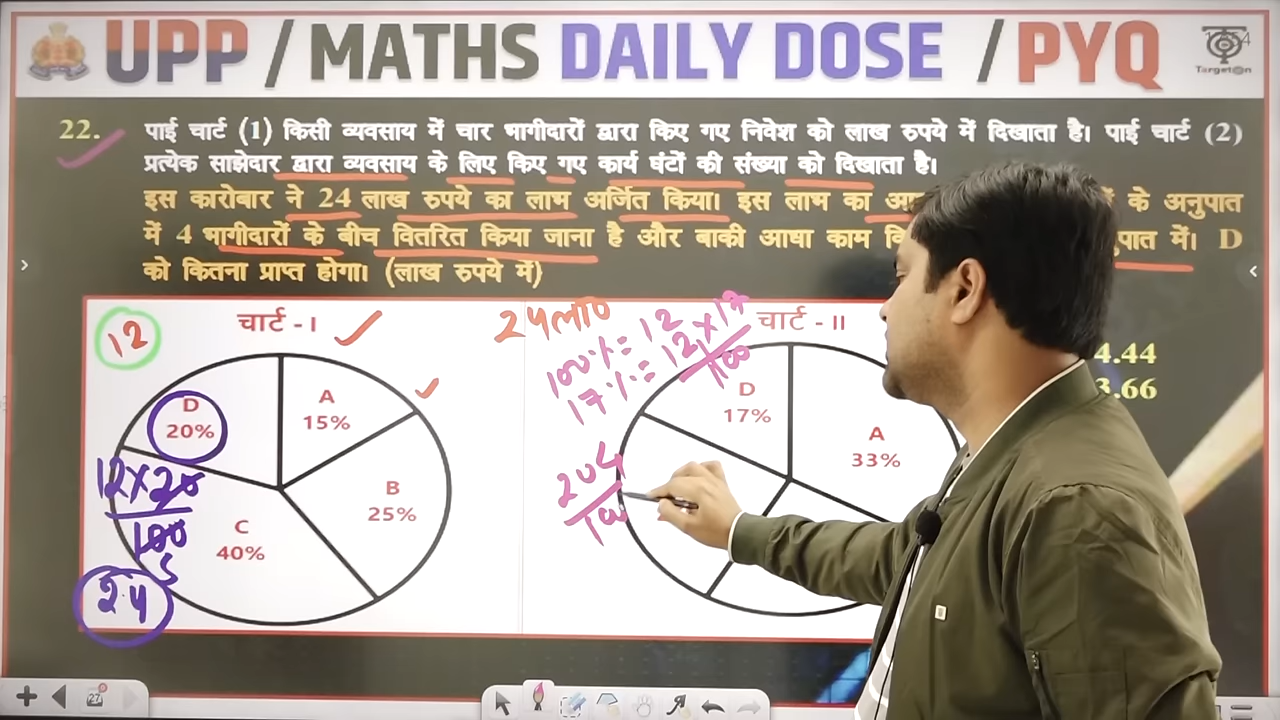 UPP / MATHS DAILY DOSE / PYQ
Target@n
22. पाई चार्ट (1) किसी व्यवसाय में चार भागीदारों द्वारा किए गए निवेश को लाख रुपये में दिखाता है। पाई चार्ट (2)
प्रत्येक साझेदार द्वारा व्यवसाय के लिए किए गए कार्य घंटों की संख्या को दिखाता है।
इस कारोबार ने 24 लाख रुपये का लाभ अर्जित किया। इस लाभ का के अनुपात
में 4 भागीदारों के बीच वितरित किया जाना है और बाकी आधा काम में। D
को कितना प्राप्त होगा। (लाख रुपये में)
12
चार्ट - I
24लाख
चार्ट - II
100% = 12
17% = 12×17
100
4.44
3.66
D
20%
A
15%
B
25%
C
40%
12×20
100
5
2.4
D
17%
A
33%
204
100
27